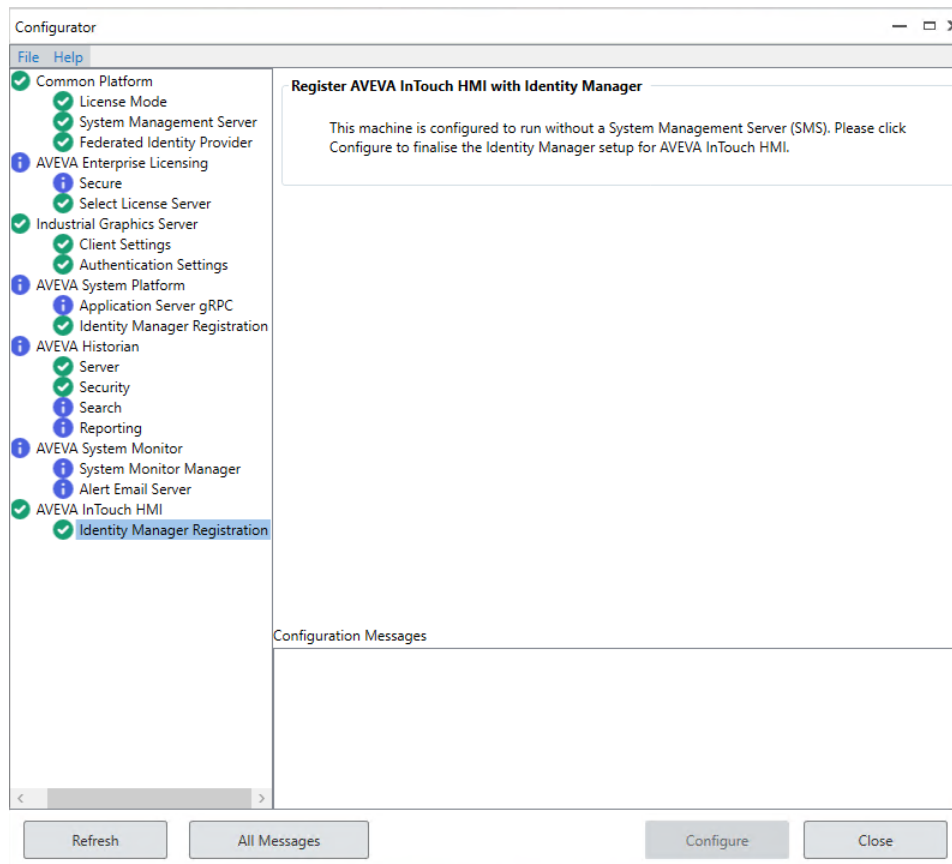 Configurator
File Help
Common Platform
License Mode
System Management Server
Federated Identity Provider
AVEVA Enterprise Licensing
Secure
Select License Server
Industrial Graphics Server
Client Settings
Authentication Settings
AVEVA System Platform
Application Server gRPC
Identity Manager Registration
AVEVA Historian
Server
Security
Search
Reporting
AVEVA System Monitor
System Monitor Manager
Alert Email Server
AVEVA InTouch HMI
Identity Manager Registration
Register AVEVA InTouch HMI with Identity Manager
This machine is configured to run without a System Management Server (SMS). Please click
Configure to finalise the Identity Manager setup for AVEVA InTouch HMI.
Configuration Messages
Refresh
All Messages
Configure
Close